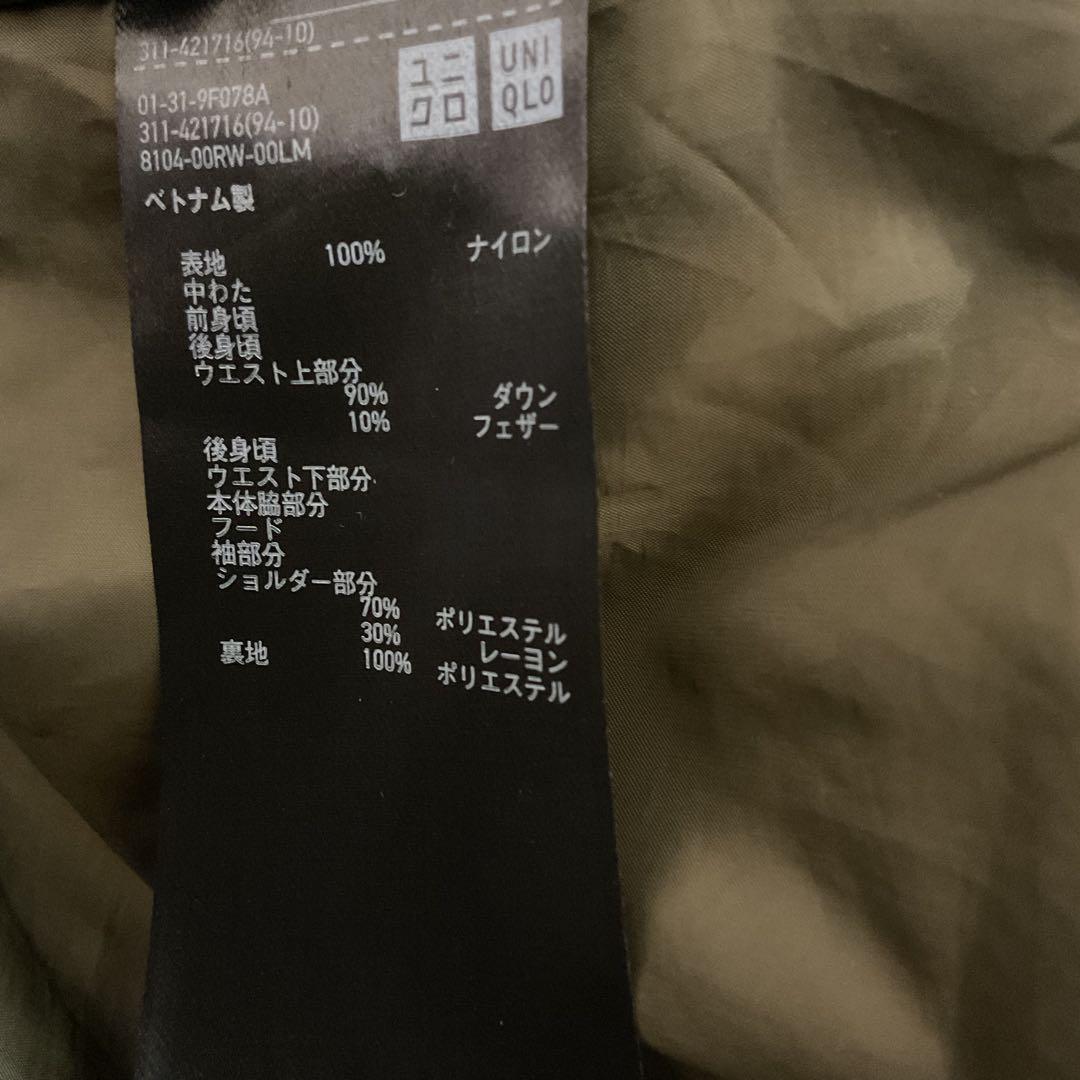 311-421716(94-10)
ユニ
クロ
UNI
QLO
01-31-9F078A
311-421716(94-10)
8104-00RW-00LM
ベトナム製
表地 100% ナイロン
中わた
前身頃
後身頃
ウエスト上部分
90% ダウン
10% フェザー
後身頃
ウエスト下部分
本体脇部分
フード
袖部分
ショルダー部分
70% ポリエステル
30% レーヨン
裏地 100% ポリエステル